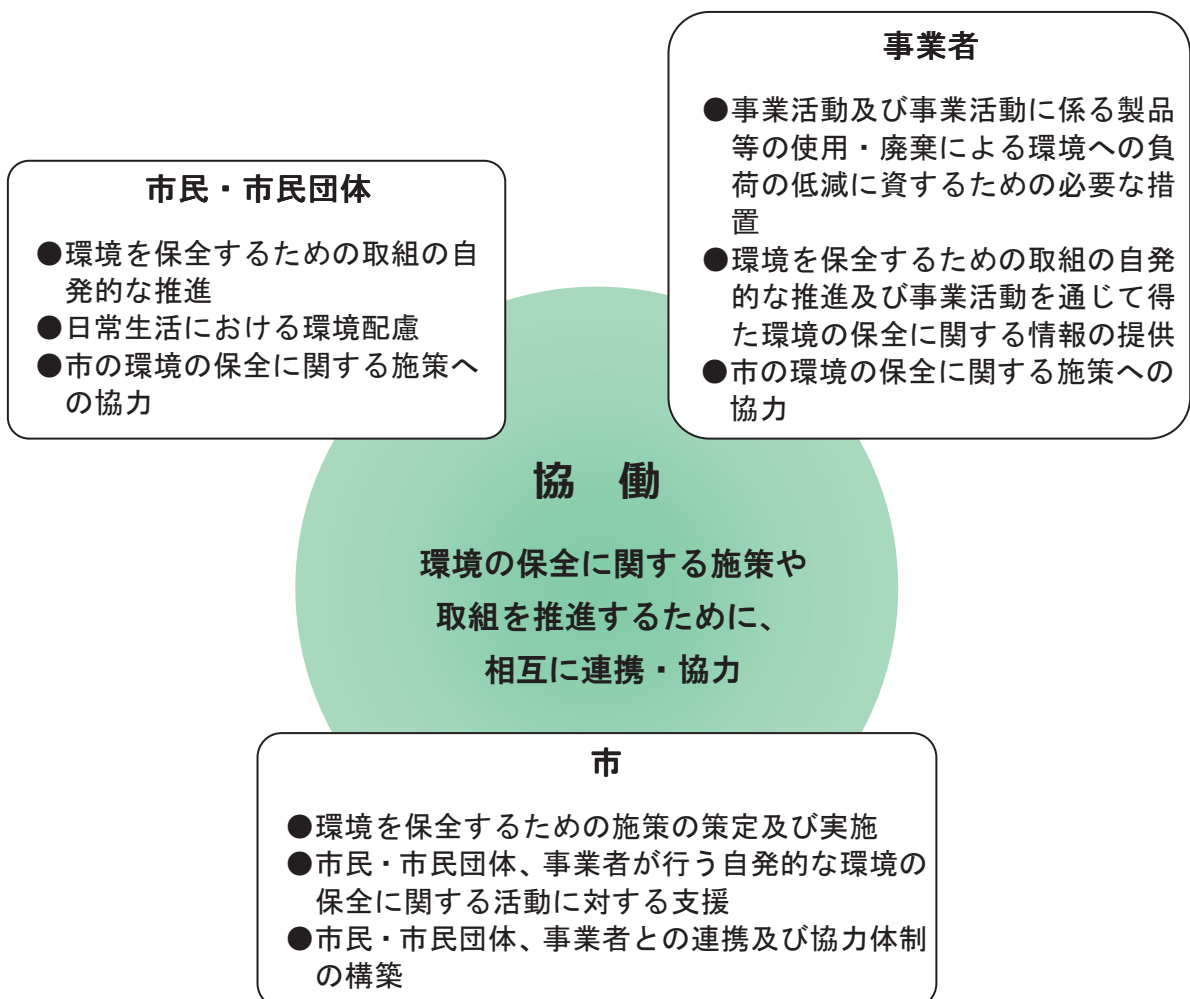 事業者
●事業活動及び事業活動に係る製品
等の使用・廃棄による環境への負
荷の低減に資するための必要な措
置
●環境を保全するための取組の自発
的な推進及び事業活動を通じて得
た環境の保全に関する情報の提供
●市の環境の保全に関する施策への
協力
市民・市民団体
●環境を保全するための取組の自
発的な推進
●日常生活における環境配慮
●市の環境の保全に関する施策へ
の協力
協　働
環境の保全に関する施策や
取組を推進するために、
相互に連携・協力
市
●環境を保全するための施策の策定及び実施
●市民・市民団体、事業者が行う自発的な環境の
保全に関する活動に対する支援
●市民・市民団体、事業者との連携及び協力体制
の構築